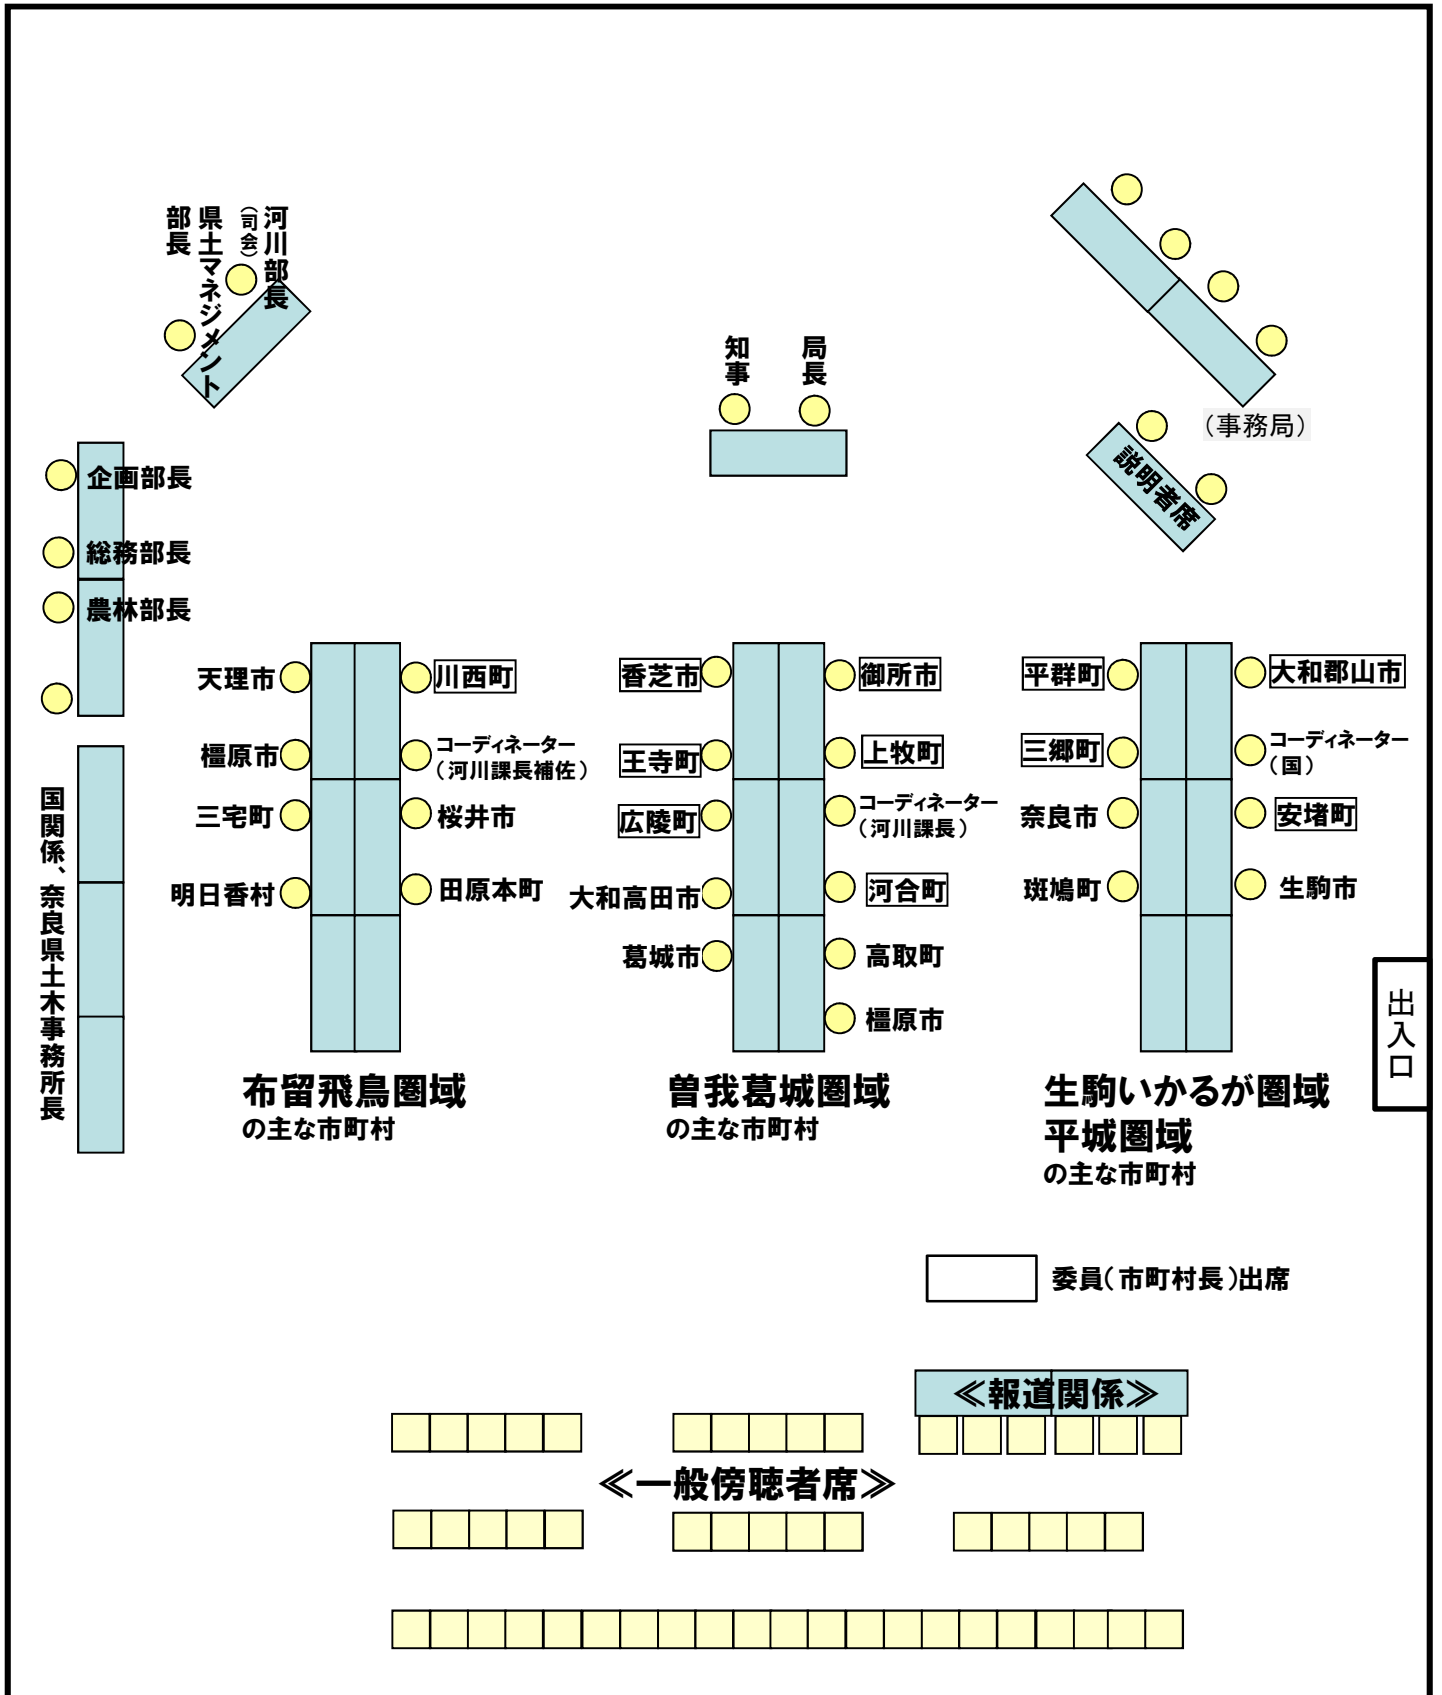 河川部長
（司会）
県土マネジメント
部長
知事
局長
（事務局）
説明者席
企画部長
総務部長
農林部長
国関係、奈良県土木事務所長
天理市
川西町
橿原市
コーディネーター
（河川課長補佐）
三宅町
桜井市
明日香村
田原本町
布留飛鳥圏域
の主な市町村
香芝市
御所市
王寺町
上牧町
広陵町
コーディネーター
（河川課長）
大和高田市
河合町
葛城市
高取町
橿原市
曽我葛城圏域
の主な市町村
平群町
大和郡山市
三郷町
コーディネーター
（国）
奈良市
安堵町
斑鳩町
生駒市
生駒いかるが圏域
平城圏域
の主な市町村
出入口
委員（市町村長）出席
≪報道関係≫
≪一般傍聴者席≫